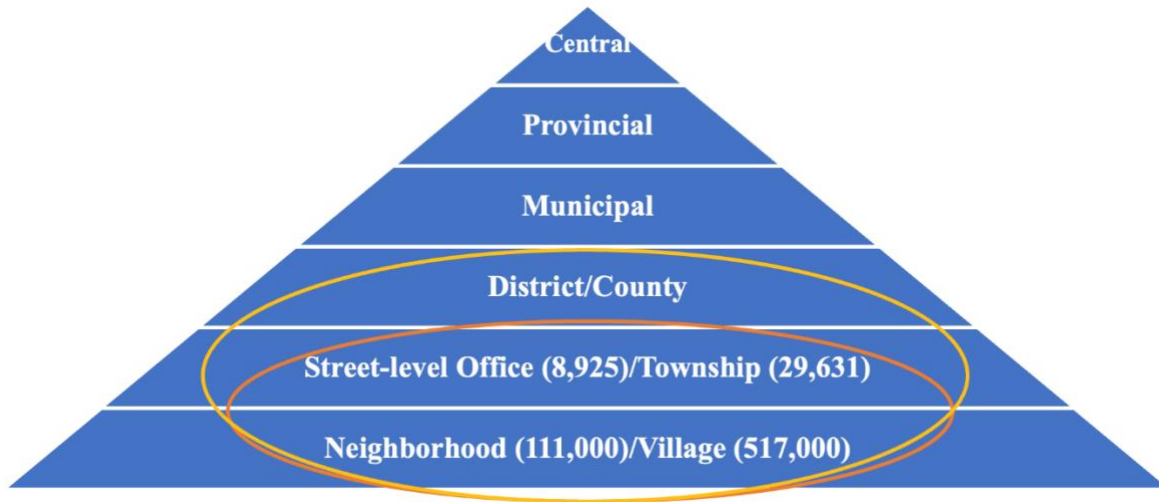 Central
Provincial
Municipal
District/County
Street-level Office (8,925)/Township (29,631)
Neighborhood (111,000)/Village (517,000)